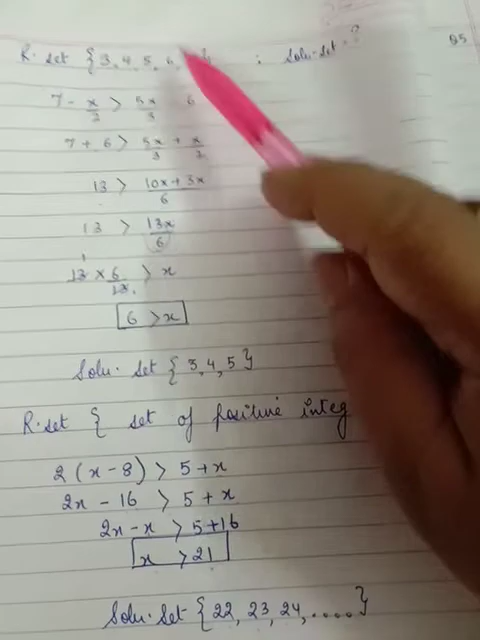 R.set {3, 4, 5, 6, } : Solu-Set = ?
7 - x/2 > 5x/3 6
7 + 6 > 5x/3 + x/2
13 > 10x+3x/6
13 > 13x/6
13 × 6/13 > x
6 > x
Solu. Set {3, 4, 5}
R.set { set of positive integ
2(x-8) > 5+x
2x - 16 > 5 + x
2x - x > 5+16
x > 21
Solu. Set {22, 23, 24, .....}